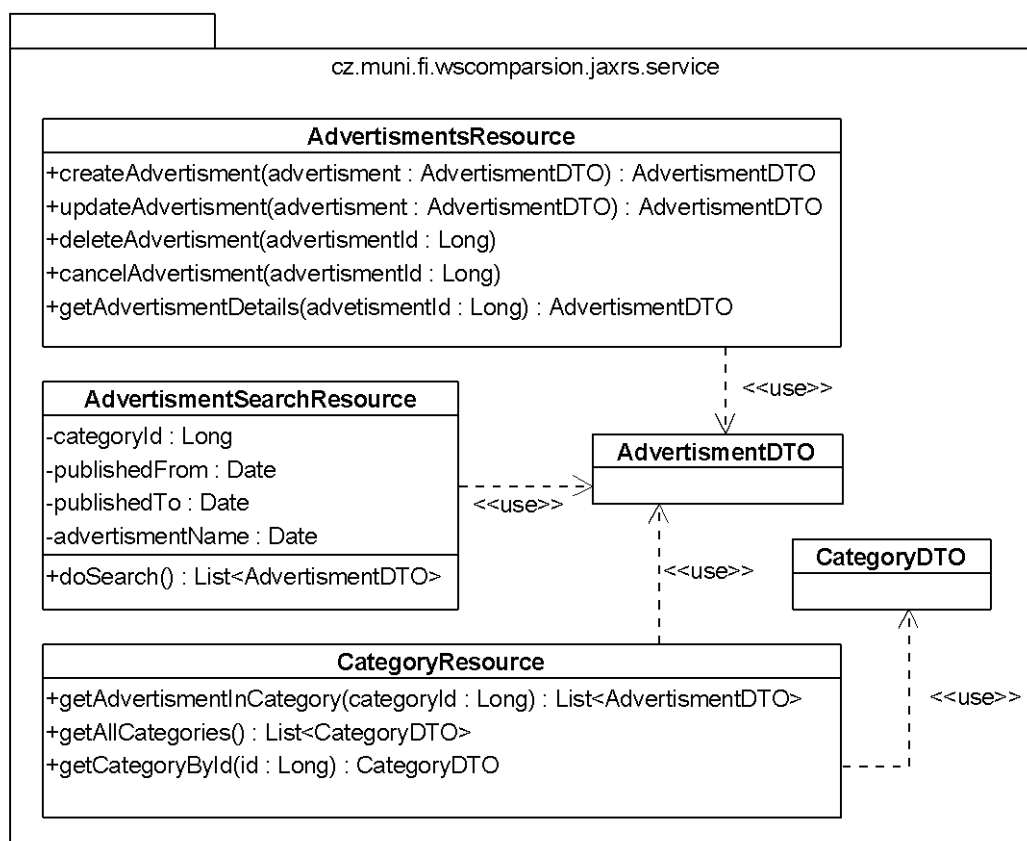 cz.muni.fi.wscomparsion.jaxrs.service
AdvertismentsResource
+createAdvertisment(advertisment : AdvertismentDTO) : AdvertismentDTO
+updateAdvertisment(advertisment : AdvertismentDTO) : AdvertismentDTO
+deleteAdvertisment(advertismentId : Long)
+cancelAdvertisment(advertismentId : Long)
+getAdvertismentDetails(advetismentId : Long) : AdvertismentDTO
<<use>>
AdvertismentSearchResource
-categoryId : Long
-publishedFrom : Date
-publishedTo : Date
-advertismentName : Date
+doSearch() : List<AdvertismentDTO>
<<use>>
AdvertismentDTO
<<use>>
CategoryDTO
CategoryResource
+getAdvertismentInCategory(categoryId : Long) : List<AdvertismentDTO>
+getAllCategories() : List<CategoryDTO>
+getCategoryById(id : Long) : CategoryDTO
<<use>>